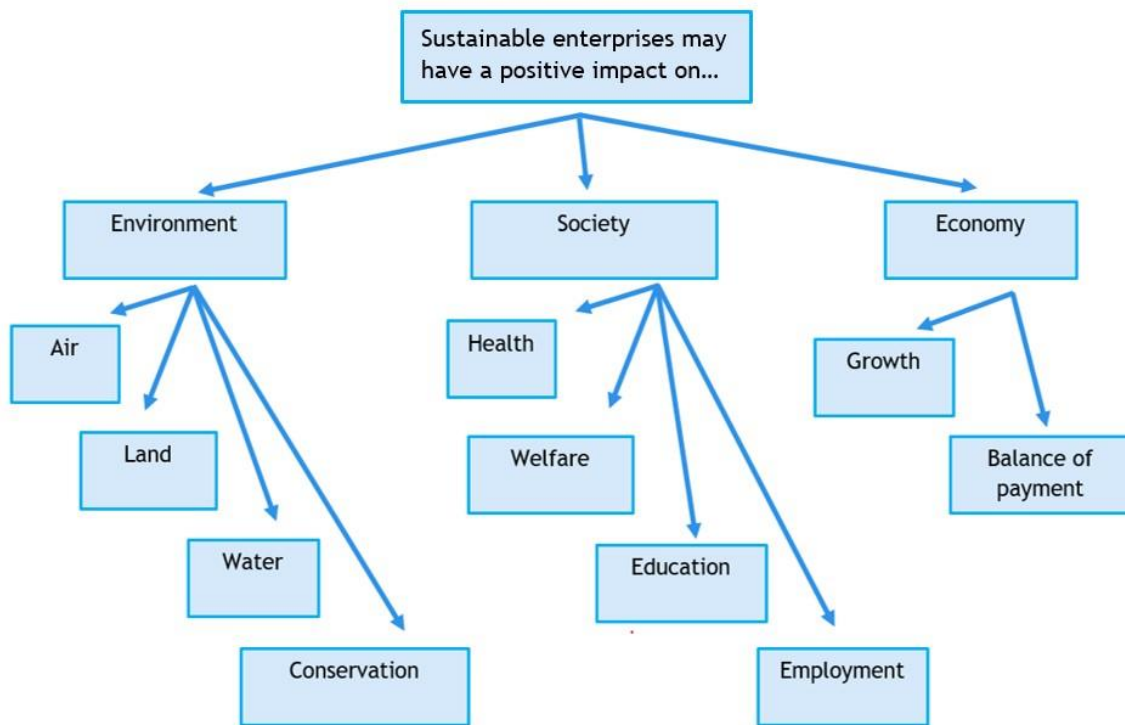 Sustainable enterprises may
have a positive impact on…
Environment
Society
Economy
Air
Land
Water
Conservation
Health
Welfare
Education
Employment
Growth
Balance of
payment